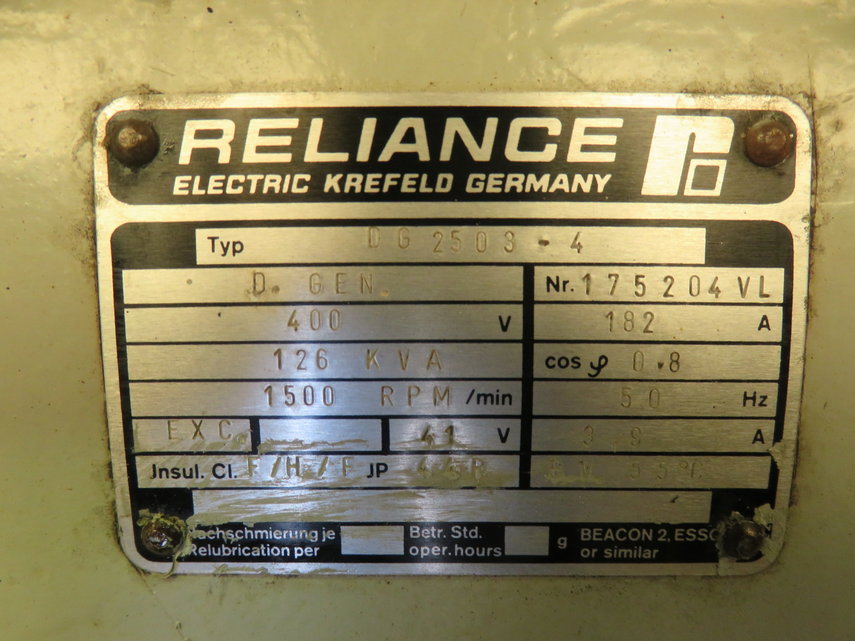 RELIANCE
ELECTRIC KREFELD GERMANY
Typ DG 2503 - 4
D. GEN. Nr. 175204 VL
400 V 182 A
126 KVA cos φ 0.8
1500 RPM /min 50 Hz
EXC. 41 V A
Insul. Cl. F/H/F JP
Nachschmierung je Betr. Std. g BEACON 2, ESSO
Relubrication per oper. hours or similar